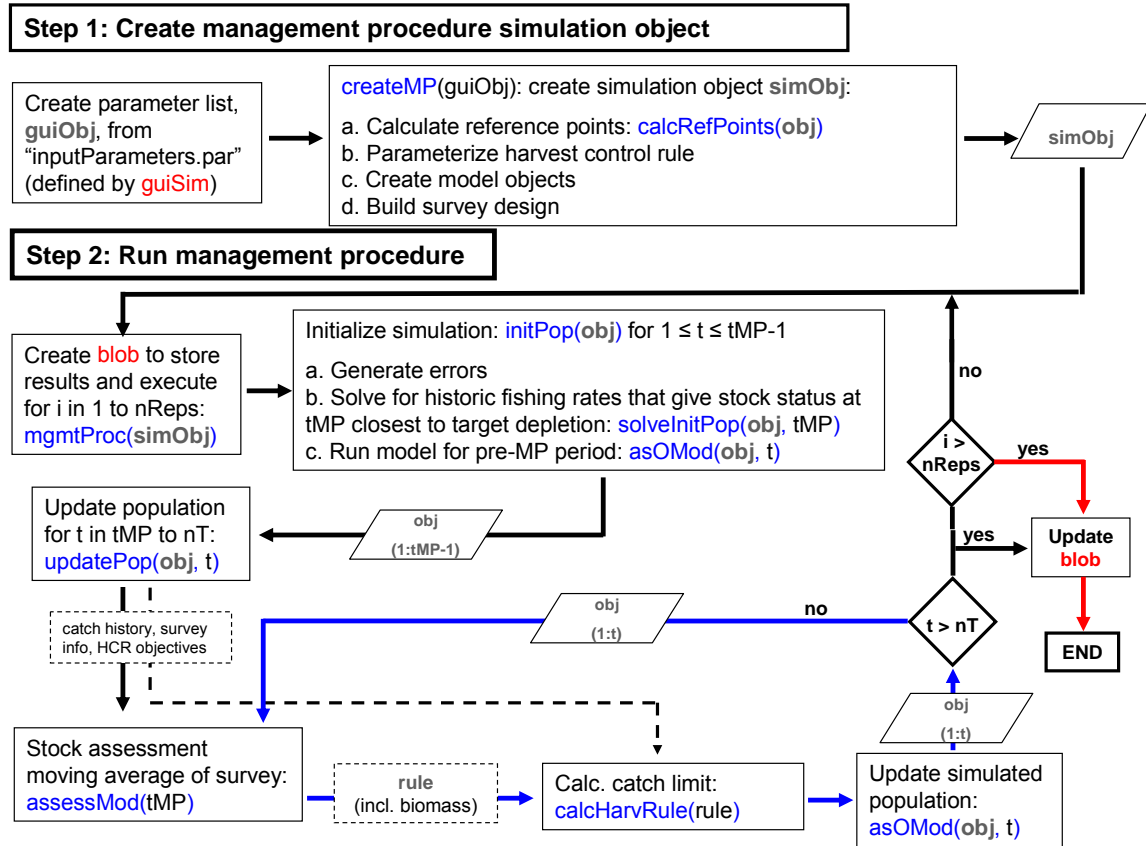 Step 1: Create management procedure simulation object
Create parameter list,
guiObj, from
“inputParameters.par”
(defined by guiSim)
createMP(guiObj): create simulation object simObj:
a. Calculate reference points: calcRefPoints(obj)
b. Parameterize harvest control rule
c. Create model objects
d. Build survey design
simObj
Step 2: Run management procedure
Create blob to store
results and execute
for i in 1 to nReps:
mgmtProc(simObj)
Initialize simulation: initPop(obj) for 1 ≤ t ≤ tMP-1
a. Generate errors
b. Solve for historic fishing rates that give stock status at
tMP closest to target depletion: solveInitPop(obj, tMP)
c. Run model for pre-MP period: asOMod(obj, t)
no
i >
nReps
yes
Update population
for t in tMP to nT:
updatePop(obj, t)
obj
(1:tMP-1)
yes
Update
blob
catch history, survey
info, HCR objectives
obj
(1:t)
no
t > nT
END
obj
(1:t)
Stock assessment
moving average of survey:
assessMod(tMP)
rule
(incl. biomass)
Calc. catch limit:
calcHarvRule(rule)
Update simulated
population:
asOMod(obj, t)